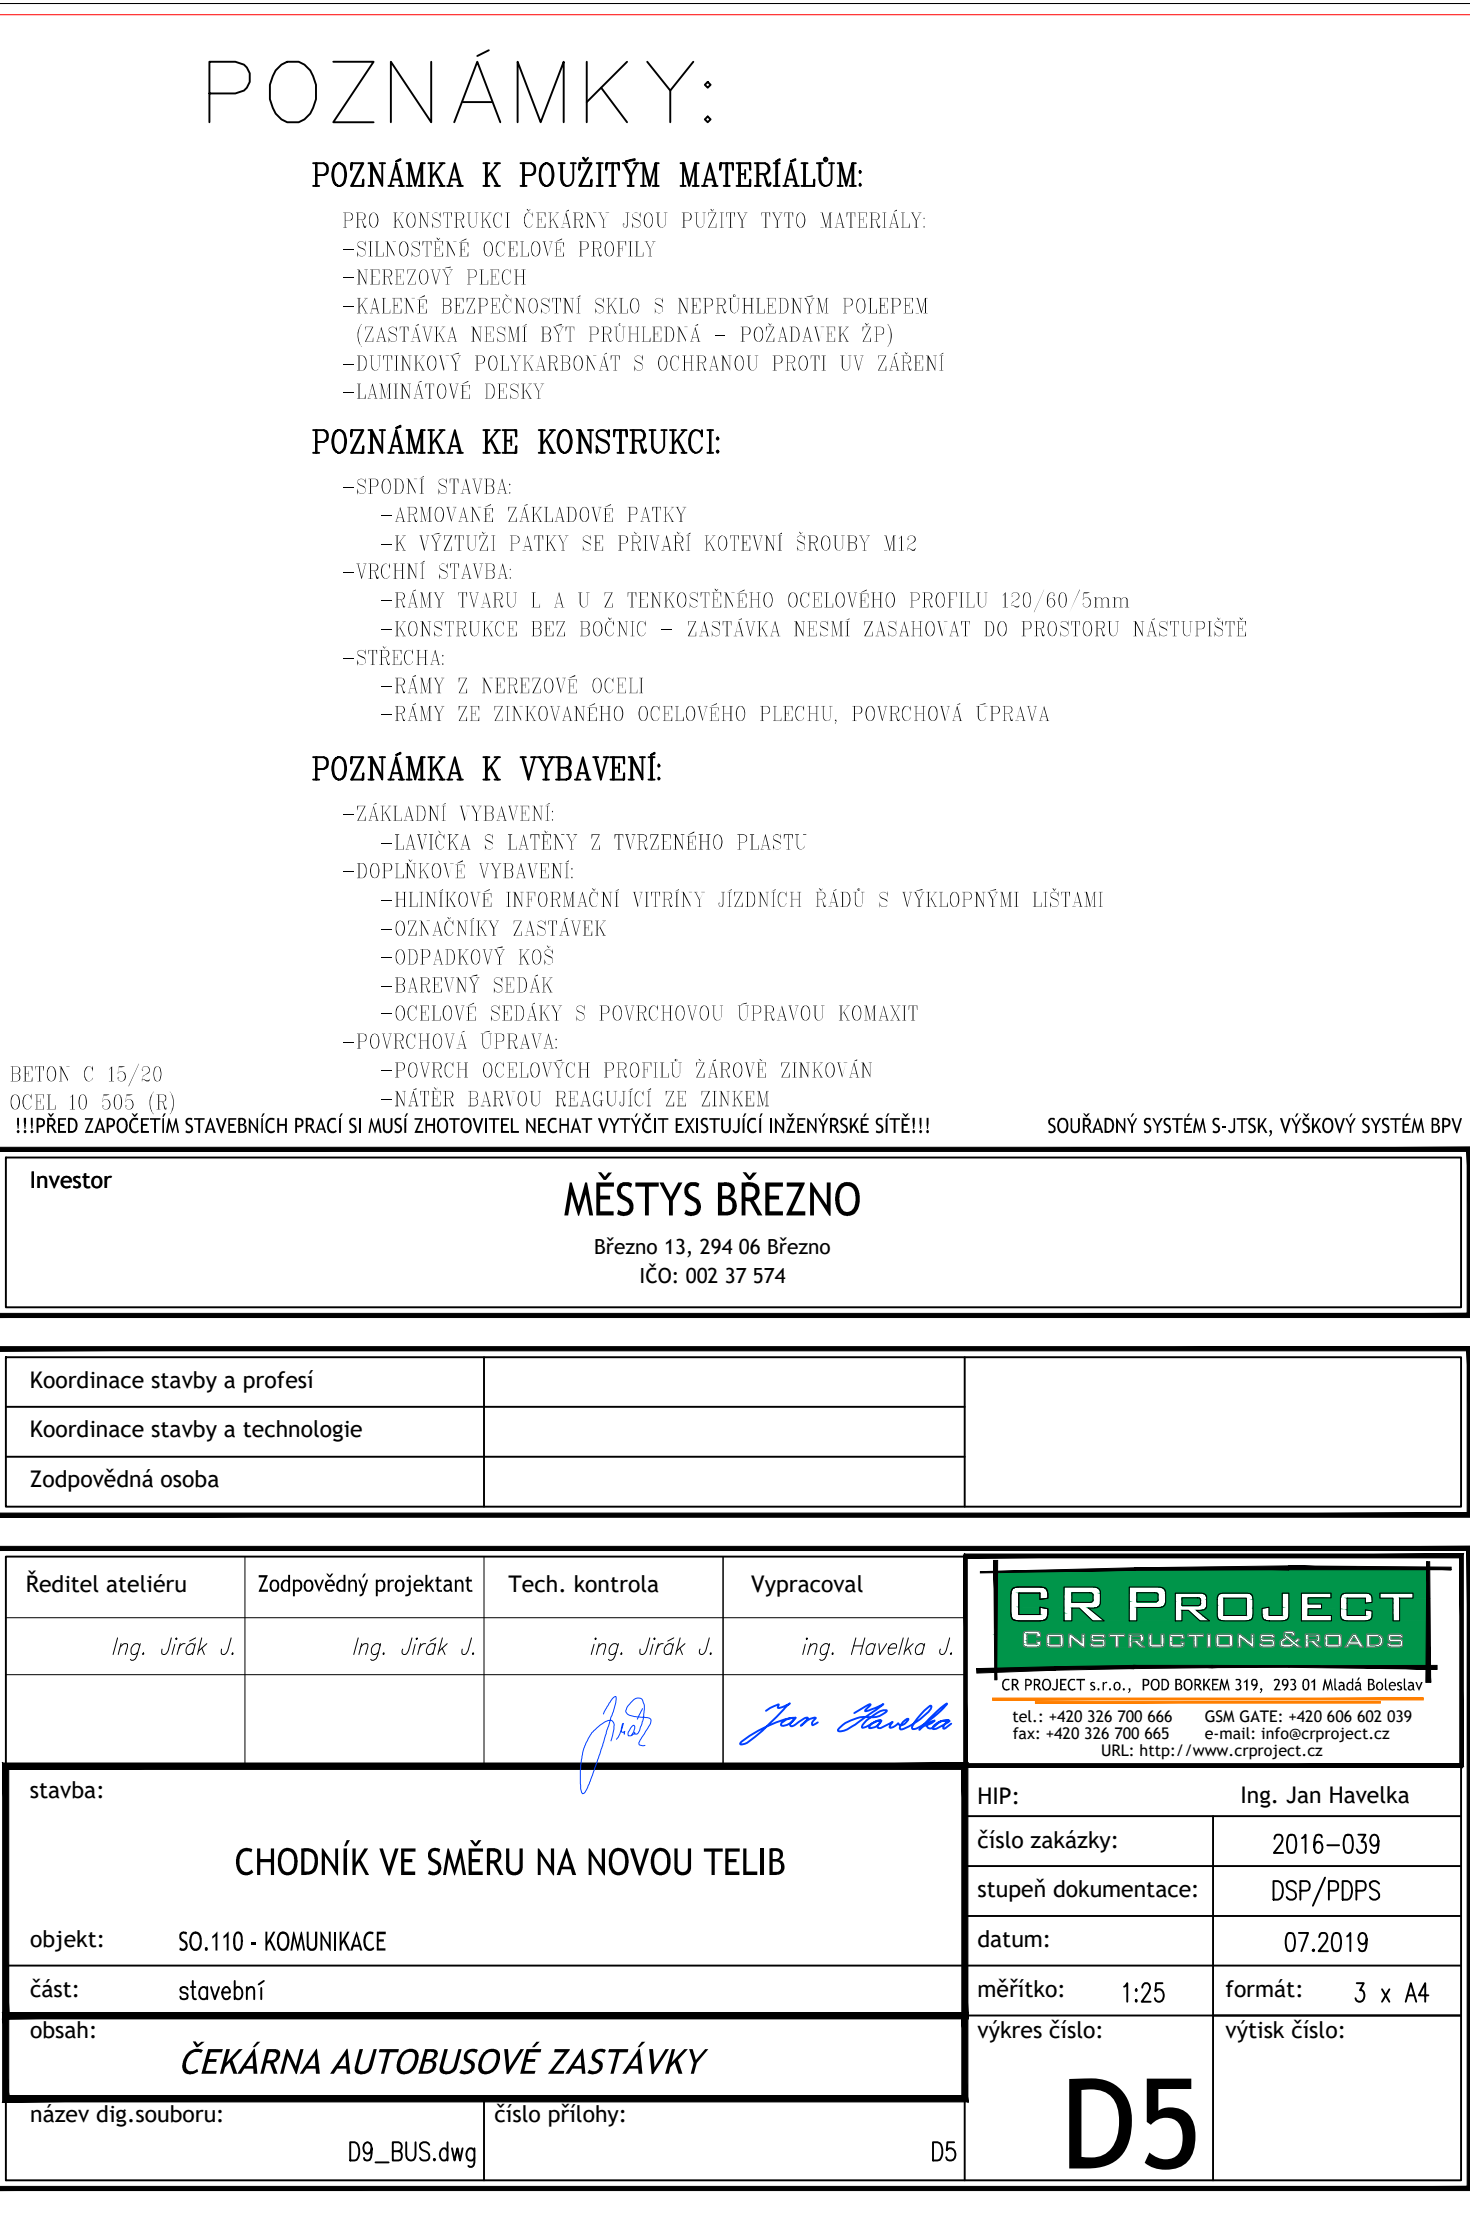 POZNÁMKY:
POZNÁMKA K POUŽITÝM MATERÍÁLŮM:
PRO KONSTRUKCI ČEKÁRNY JSOU PUŽITY TYTO MATERIÁLY:
-SILNOSTĚNÉ OCELOVÉ PROFILY
-NEREZOVÝ PLECH
-KALENÉ BEZPEČNOSTNÍ SKLO S NEPRŮHLEDNÝM POLEPEM
(ZASTÁVKA NESMÍ BÝT PRŮHLEDNÁ - POŽADAVEK ŽP)
-DUTINKOVÝ POLYKARBONÁT S OCHRANOU PROTI UV ZÁŘENÍ
-LAMINÁTOVÉ DESKY
POZNÁMKA KE KONSTRUKCI:
-SPODNÍ STAVBA:
-ARMOVANÉ ZÁKLADOVÉ PATKY
-K VÝZTUŽI PATKY SE PŘIVAŘÍ KOTEVNÍ ŠROUBY M12
-VRCHNÍ STAVBA:
-RÁMY TVARU L A U Z TENKOSTĚNÉHO OCELOVÉHO PROFILU 120/60/5mm
-KONSTRUKCE BEZ BOČNIC - ZASTÁVKA NESMÍ ZASAHOVAT DO PROSTORU NÁSTUPIŠTĚ
-STŘECHA:
-RÁMY Z NEREZOVÉ OCELI
-RÁMY ZE ZINKOVANÉHO OCELOVÉHO PLECHU, POVRCHOVÁ ÚPRAVA
POZNÁMKA K VYBAVENÍ:
-ZÁKLADNÍ VYBAVENÍ:
-LAVIČKA S LATĚNY Z TVRZENÉHO PLASTU
-DOPLŇKOVÉ VYBAVENÍ:
-HLINÍKOVÉ INFORMAČNÍ VITRÍNY JÍZDNÍCH ŘÁDŮ S VÝKLOPNÝMI LIŠTAMI
-OZNAČNÍKY ZASTÁVEK
-ODPADKOVÝ KOŠ
-BAREVNÝ SEDÁK
-OCELOVÉ SEDÁKY S POVRCHOVOU ÚPRAVOU KOMAXIT
-POVRCHOVÁ ÚPRAVA:
-POVRCH OCELOVÝCH PROFILŮ ŽÁROVĚ ZINKOVÁN
-NÁTĚR BARVOU REAGUJÍCÍ ZE ZINKEM
BETON C 15/20
OCEL 10 505 (R)
!!!PŘED ZAPOČETÍM STAVEBNÍCH PRACÍ SI MUSÍ ZHOTOVITEL NECHAT VYTÝČIT EXISTUJÍCÍ INŽENÝRSKÉ SÍTĚ!!! SOUŘADNÝ SYSTÉM S-JTSK, VÝŠKOVÝ SYSTÉM BPV
Investor
MĚSTYS BŘEZNO
Březno 13, 294 06 Březno
IČO: 002 37 574
Koordinace stavby a profesí
Koordinace stavby a technologie
Zodpovědná osoba
Ředitel ateliéru Zodpovědný projektant Tech. kontrola Vypracoval
Ing. Jirák J. Ing. Jirák J. ing. Jirák J. ing. Havelka J.
Jirák Jan Havelka
CR PROJECT
CONSTRUCTIONS&ROADS
CR PROJECT s.r.o., POD BORKEM 319, 293 01 Mladá Boleslav
tel.: +420 326 700 666 GSM GATE: +420 606 602 039
fax: +420 326 700 665 e-mail: info@crproject.cz
URL: http://www.crproject.cz
stavba:
CHODNÍK VE SMĚRU NA NOVOU TELIB
objekt: SO.110 - KOMUNIKACE
část: stavební
obsah:
ČEKÁRNA AUTOBUSOVÉ ZASTÁVKY
název dig.souboru:
D9_BUS.dwg
číslo přílohy:
D5
HIP: Ing. Jan Havelka
číslo zakázky: 2016-039
stupeň dokumentace: DSP/PDPS
datum: 07.2019
měřítko: 1:25 formát: 3 x A4
výkres číslo: výtisk číslo:
D5